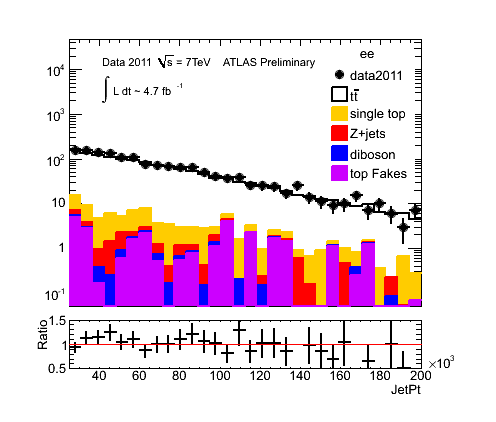 ee
Data 2011 √s = 7TeV ATLAS Preliminary
∫ L dt ~ 4.7 fb⁻¹
data2011
tt̄
single top
Z+jets
diboson
top Fakes
10⁴
10³
10²
10
1
10⁻¹
Ratio
1.5
1
0.5
40 60 80 100 120 140 160 180 200
×10³
JetPt